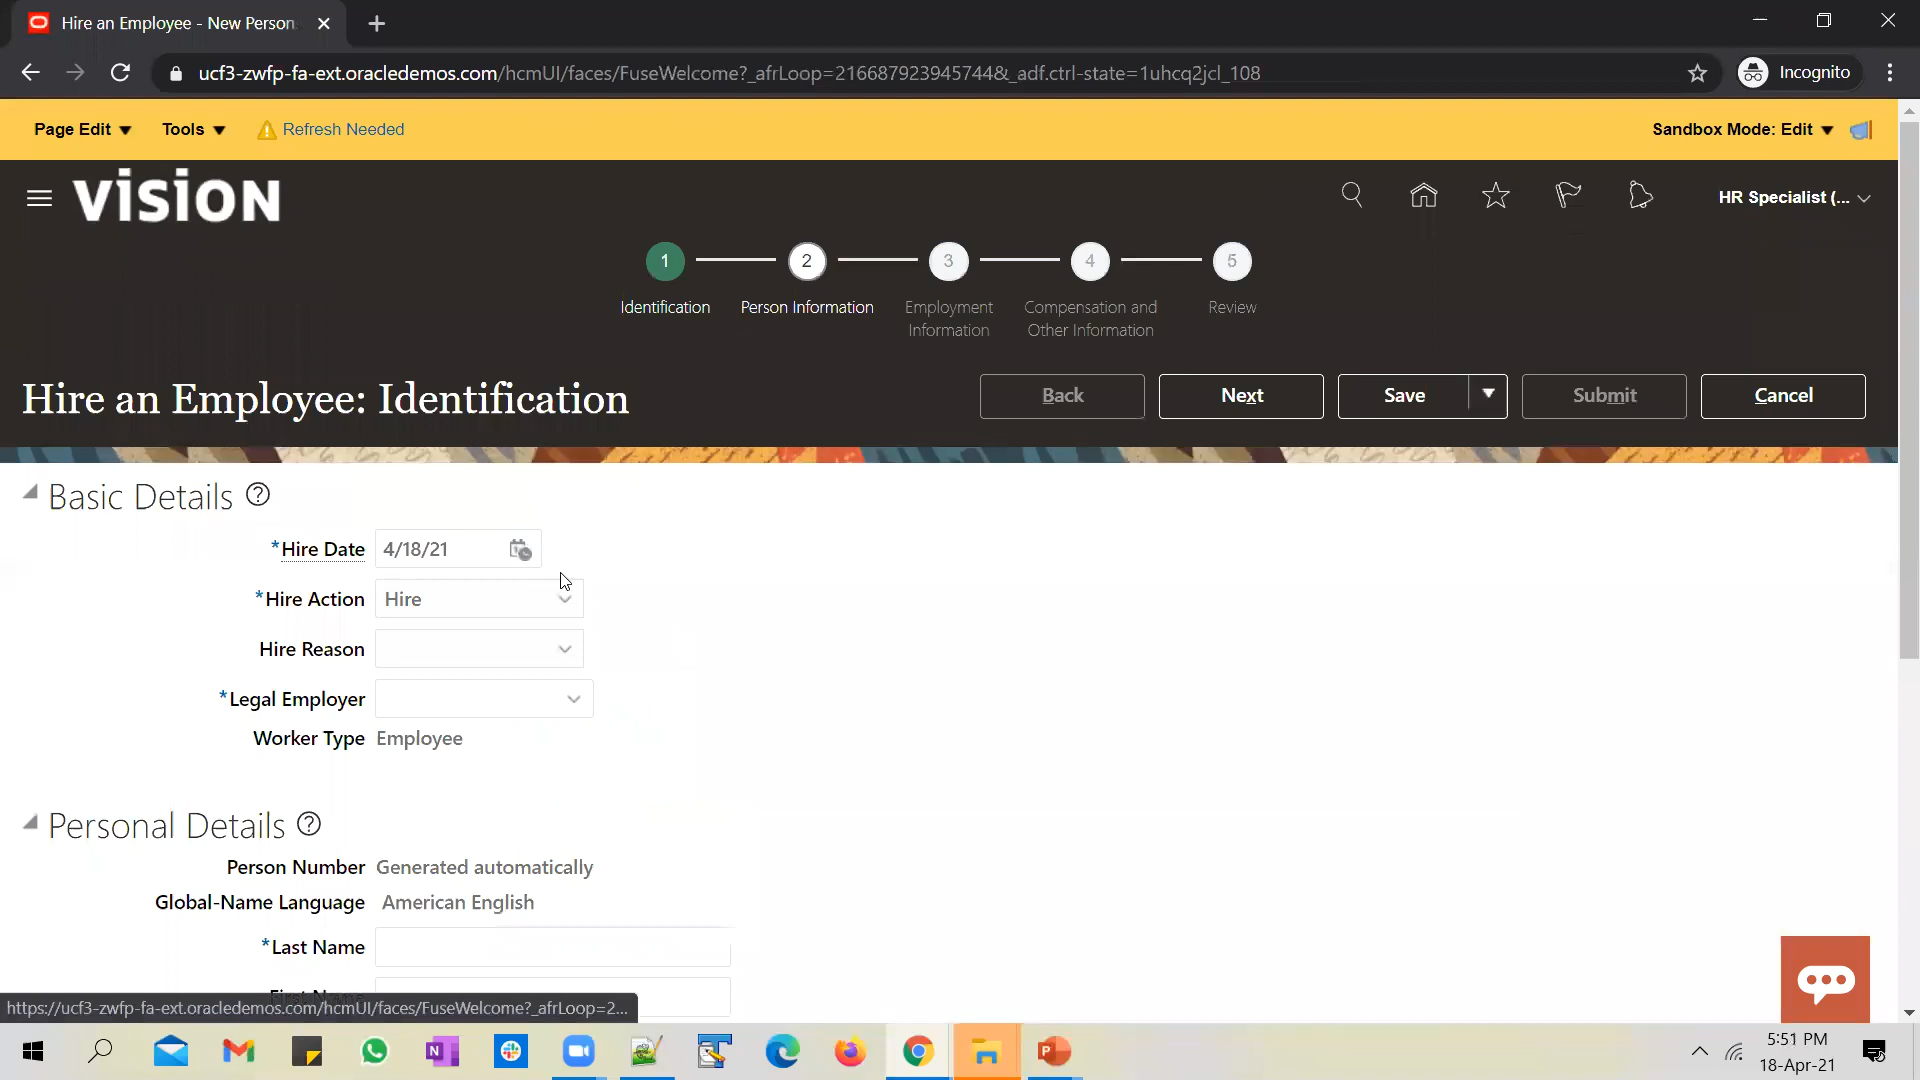 Hire an Employee - New Person
ucf3-zwfp-fa-ext.oracledemos.com/hcmUI/faces/FuseWelcome?_afrLoop=21668792394574​4&_adf.ctrl-state=1uhcq2jcl_108
Incognito
Page Edit
Tools
Refresh Needed
Sandbox Mode: Edit
VISION
HR Specialist (...
1
2
3
4
5
Identification
Person Information
Employment
Information
Compensation and
Other Information
Review
Hire an Employee: Identification
Back
Next
Save
Submit
Cancel
Basic Details
*Hire Date 4/18/21
*Hire Action Hire
Hire Reason
*Legal Employer
Worker Type Employee
Personal Details
Person Number Generated automatically
Global-Name Language American English
*Last Name
First Name
https://ucf3-zwfp-fa-ext.oracledemos.com/hcmUI/faces/FuseWelcome?_afrLoop=2...
5:51 PM
18-Apr-21